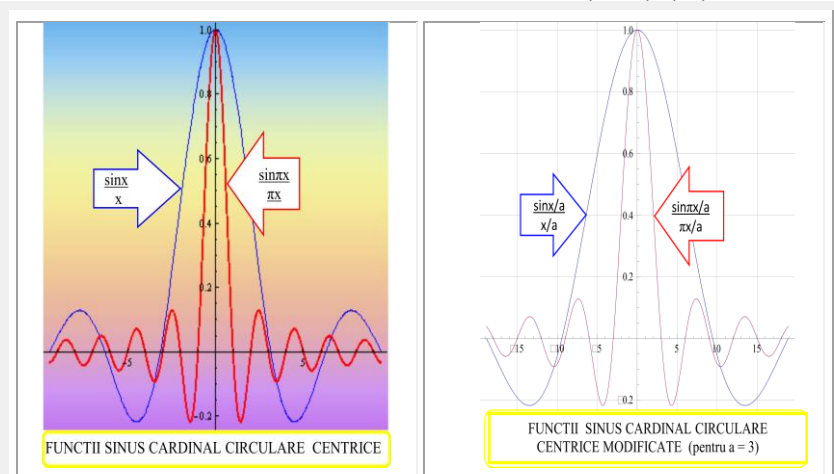 1.0
0.8
0.6
0.4
0.2
-5
5
-0.2
sinx
x
sinπx
πx
FUNCTII SINUS CARDINAL CIRCULARE CENTRICE
1.0
0.8
0.6
0.4
0.2
15
10
5
5
10
15
0.2
sinx/a
x/a
sinπx/a
πx/a
FUNCTII SINUS CARDINAL CIRCULARE
CENTRICE MODIFICATE (pentru a = 3)